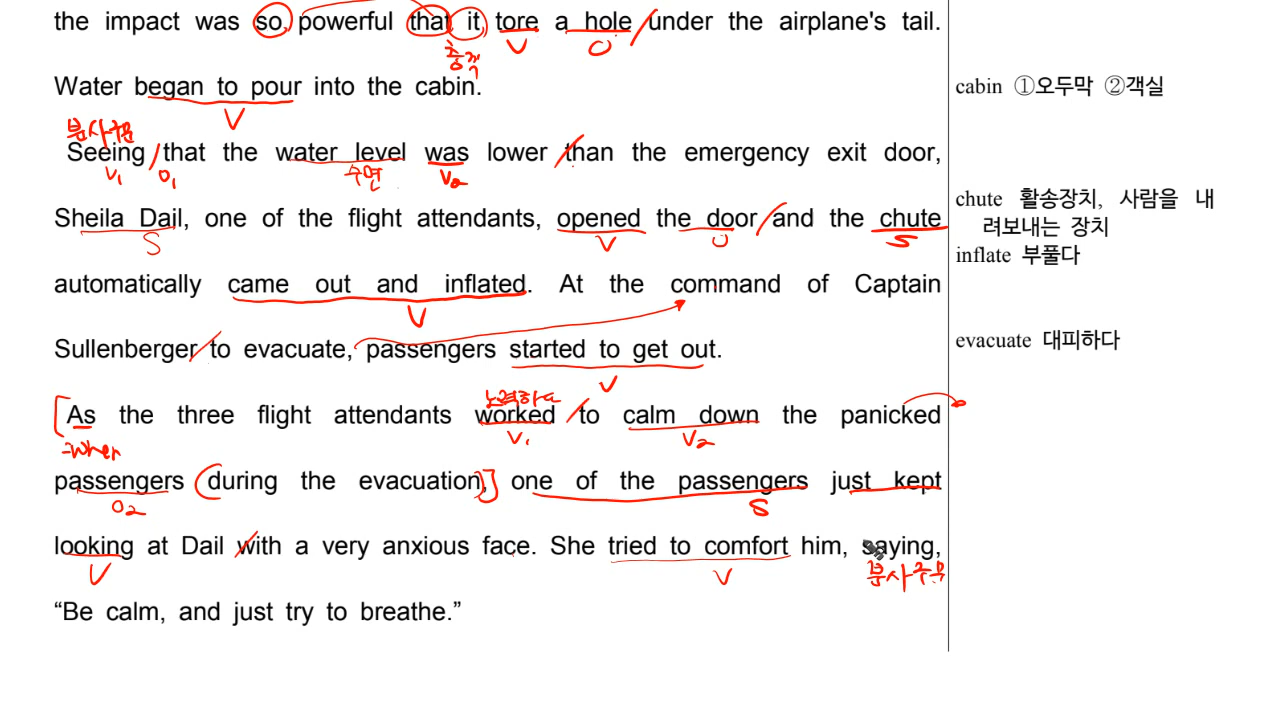 the impact was so powerful that it tore a hole under the airplane's tail.
V O
충격
Water began to pour into the cabin.
cabin ①오두막 ②객실
V
분사구문
Seeing that the water level was lower than the emergency exit door,
V₁ O₁ 수면 V₂
chute 활송장치, 사람을 내
려보내는 장치
Sheila Dail, one of the flight attendants, opened the door and the chute
S V O S
inflate 부풀다
automatically came out and inflated. At the command of Captain
V
Sullenberger to evacuate, passengers started to get out.
evacuate 대피하다
V
노력하다
As the three flight attendants worked to calm down the panicked
=when V₁ V₂
passengers during the evacuation, one of the passengers just kept
O₂ S
looking at Dail with a very anxious face. She tried to comfort him, saying,
V V 분사구문
“Be calm, and just try to breathe.”